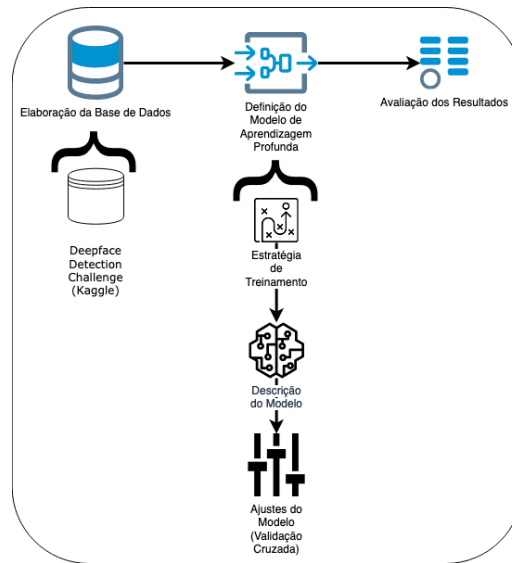 Elaboração da Base de Dados
Definição do
Modelo de
Aprendizagem
Profunda
Avaliação dos Resultados
Deepface
Detection
Challenge
(Kaggle)
Estratégia
de
Treinamento
Descrição
do Modelo
Ajustes do
Modelo
(Validação
Cruzada)